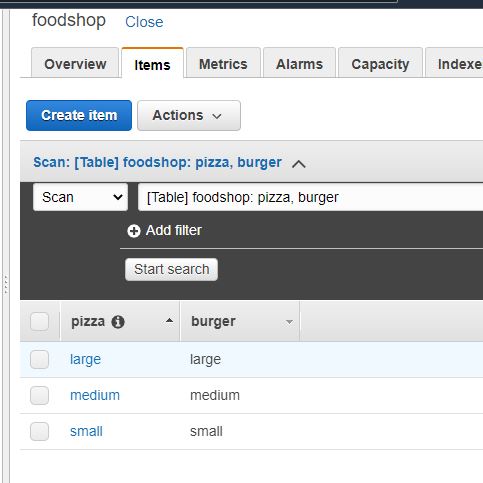 foodshop Close
Overview Items Metrics Alarms Capacity Indexe
Create item Actions
Scan: [Table] foodshop: pizza, burger
Scan [Table] foodshop: pizza, burger
Add filter
Start search
pizza burger
large large
medium medium
small small